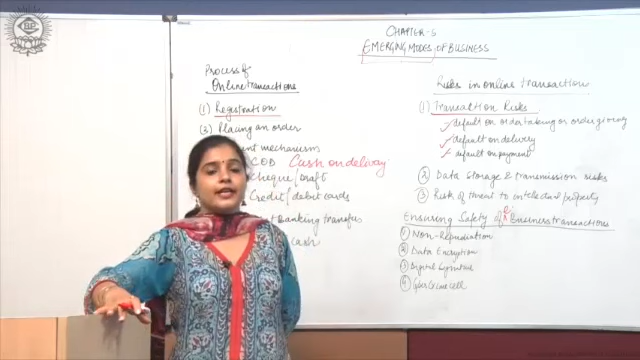 CHAPTER-5
EMERGING MODES OF BUSINESS
Process of
Online transactions
(1) Registration
(3) Placing an order
mechanism
COD Cash on delivery
Cheque / Draft
Credit / debit cards
Banking transfer
cash
Risks in online transaction
(1) Transaction Risks
default on order taking or order giving
default on delivery
default on payment
(2) Data Storage & transmission risks
(3) Risk of threat to intellectual property
Ensuring Safety of e Business transactions
(1) Non-Repudiation
(2) Data Encryption
(3) Digital Signature
(4) Cyber Crime Cell